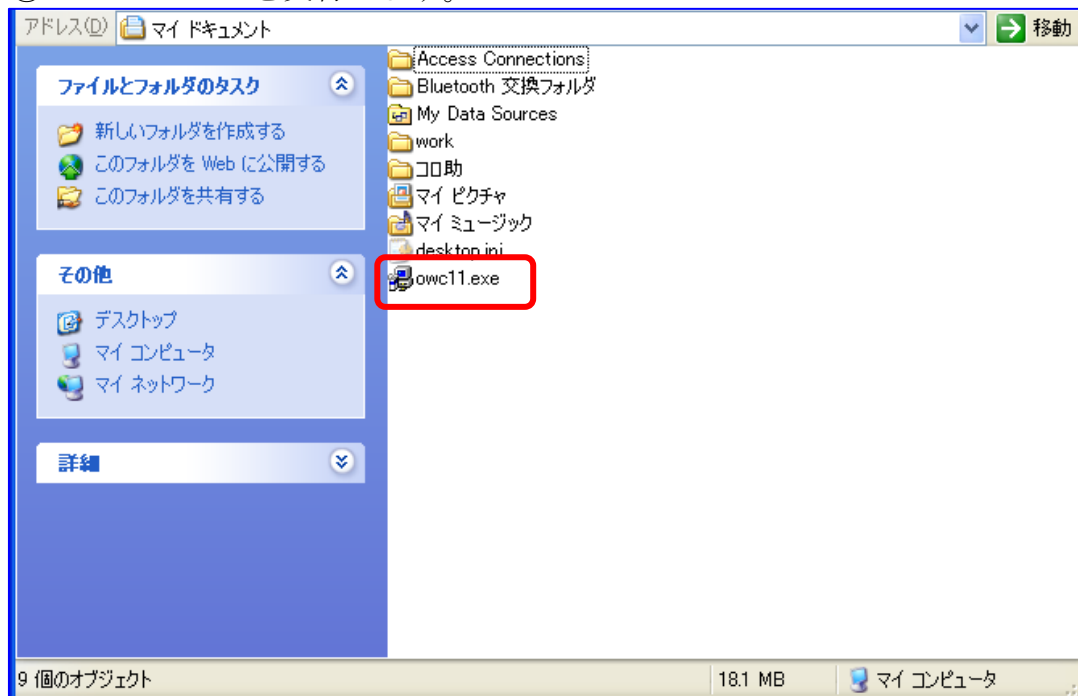 アドレス(D) マイ ドキュメント 移動
ファイルとフォルダのタスク
新しいフォルダを作成する
このフォルダを Web に公開する
このフォルダを共有する
その他
デスクトップ
マイ コンピュータ
マイ ネットワーク
詳細
Access Connections
Bluetooth 交換フォルダ
My Data Sources
work
コロ助
マイ ピクチャ
マイ ミュージック
desktop.ini
owc11.exe
9 個のオブジェクト 18.1 MB マイ コンピュータ